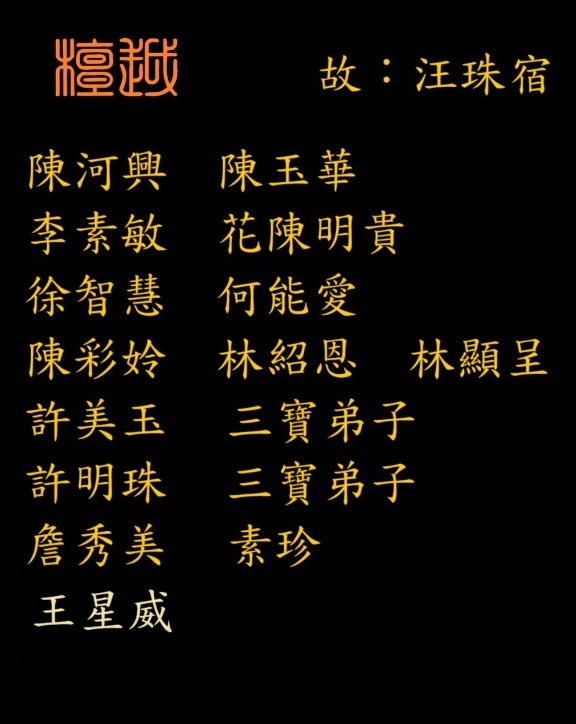 檀越 故：汪珠宿
陳河興 陳玉華
李素敏 花陳明貴
徐智慧 何能愛
陳彩姈 林紹恩 林顯呈
許美玉 三寶弟子
許明珠 三寶弟子
詹秀美 素珍
王星威